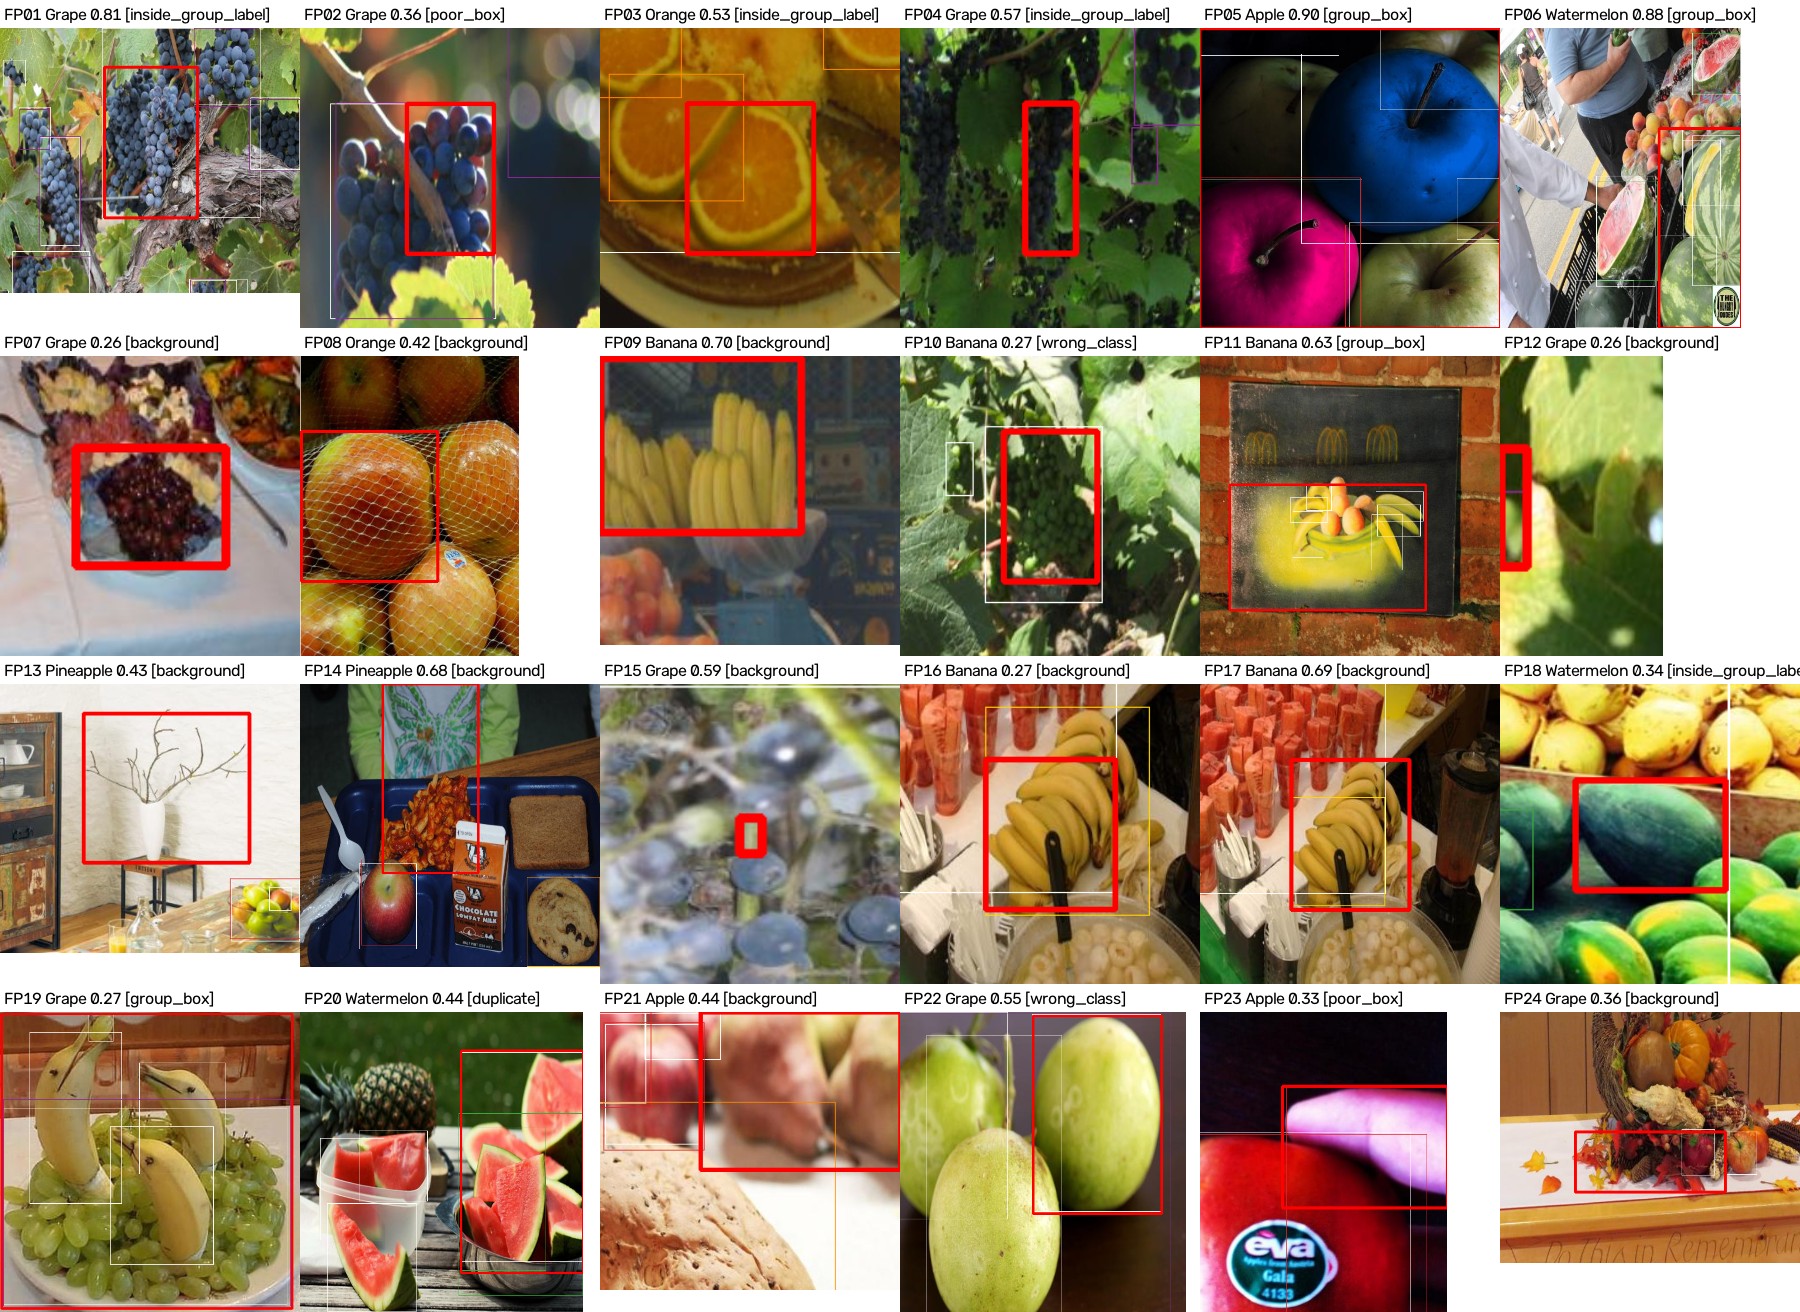 FP01 Grape 0.81 [inside_group_label]
FP02 Grape 0.36 [poor_box]
FP03 Orange 0.53 [inside_group_label]
FP04 Grape 0.57 [inside_group_label]
FP05 Apple 0.90 [group_box]
FP06 Watermelon 0.88 [group_box]
THE
DUDES
FP07 Grape 0.26 [background]
FP08 Orange 0.42 [background]
FP09 Banana 0.70 [background]
FP10 Banana 0.27 [wrong_class]
FP11 Banana 0.63 [group_box]
FP12 Grape 0.26 [background]
FP13 Pineapple 0.43 [background]
FP14 Pineapple 0.68 [background]
FP15 Grape 0.59 [background]
FP16 Banana 0.27 [background]
FP17 Banana 0.69 [background]
FP18 Watermelon 0.34 [inside_group_labe
CHOCOLATE
LOWFAT MILK
FP19 Grape 0.27 [group_box]
FP20 Watermelon 0.44 [duplicate]
FP21 Apple 0.44 [background]
FP22 Grape 0.55 [wrong_class]
FP23 Apple 0.33 [poor_box]
FP24 Grape 0.36 [background]
eva
Gala
4133
Do This in Remembran